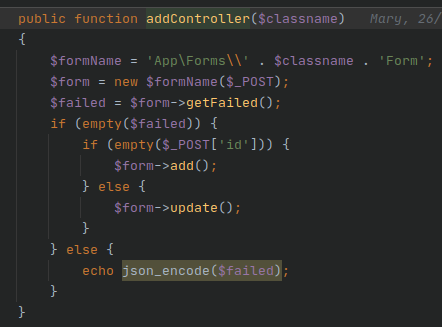 public function addController($classname)    Mary, 26/
{
    $formName = 'App\Forms\\' . $classname . 'Form';
    $form = new $formName($_POST);
    $failed = $form->getFailed();
    if (empty($failed)) {
        if (empty($_POST['id'])) {
            $form->add();
        } else {
            $form->update();
        }
    } else {
        echo json_encode($failed);
    }
}